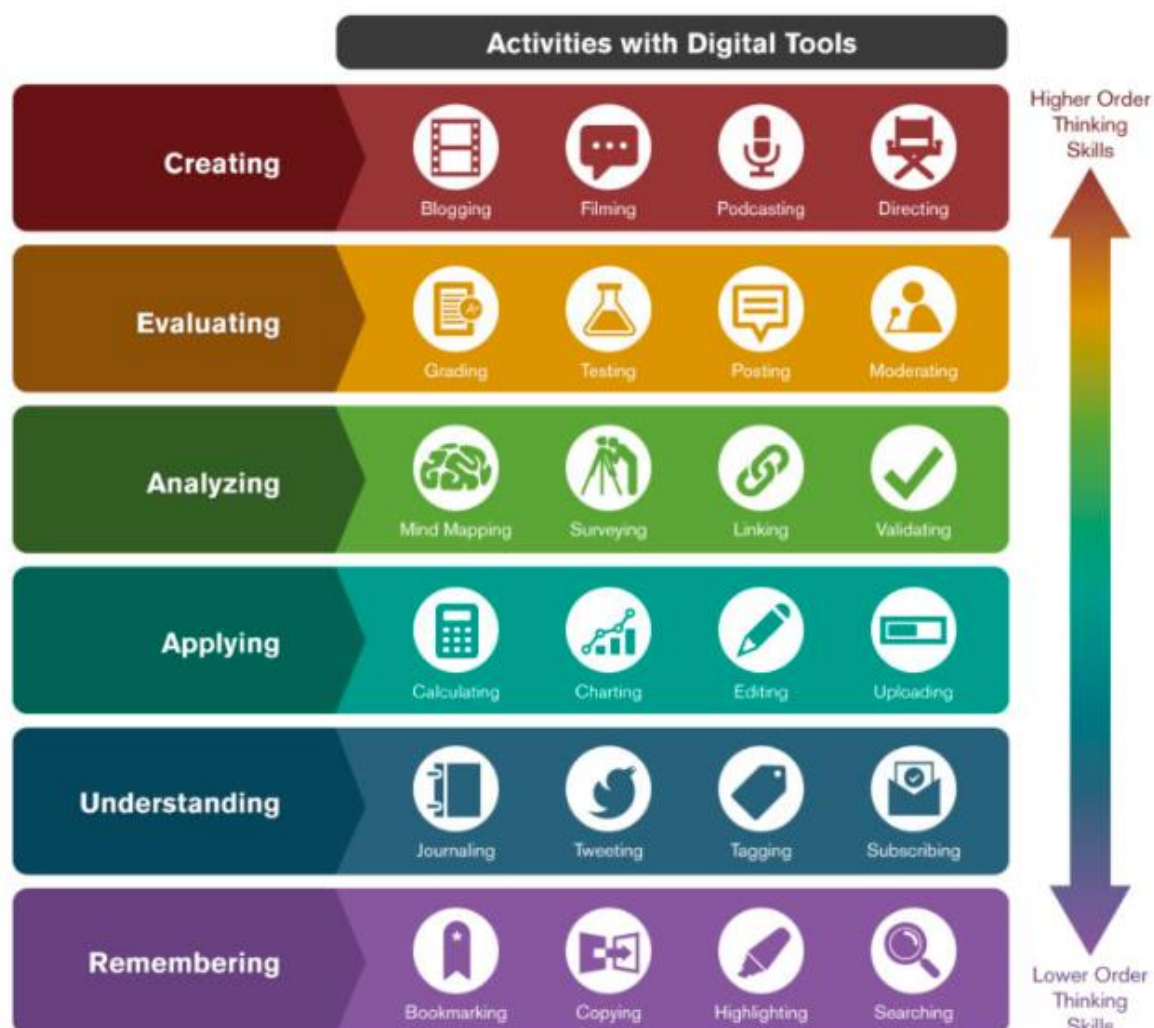 Activities with Digital Tools
Higher Order
Thinking
Skills
Creating
Blogging
Filming
Podcasting
Directing
Evaluating
Grading
A+
Testing
Posting
Moderating
Analyzing
Mind Mapping
Surveying
Linking
Validating
Applying
Calculating
Charting
Editing
Uploading
Understanding
Journaling
Tweeting
Tagging
Subscribing
Remembering
Bookmarking
Copying
Highlighting
Searching
Lower Order
Thinking
Skills